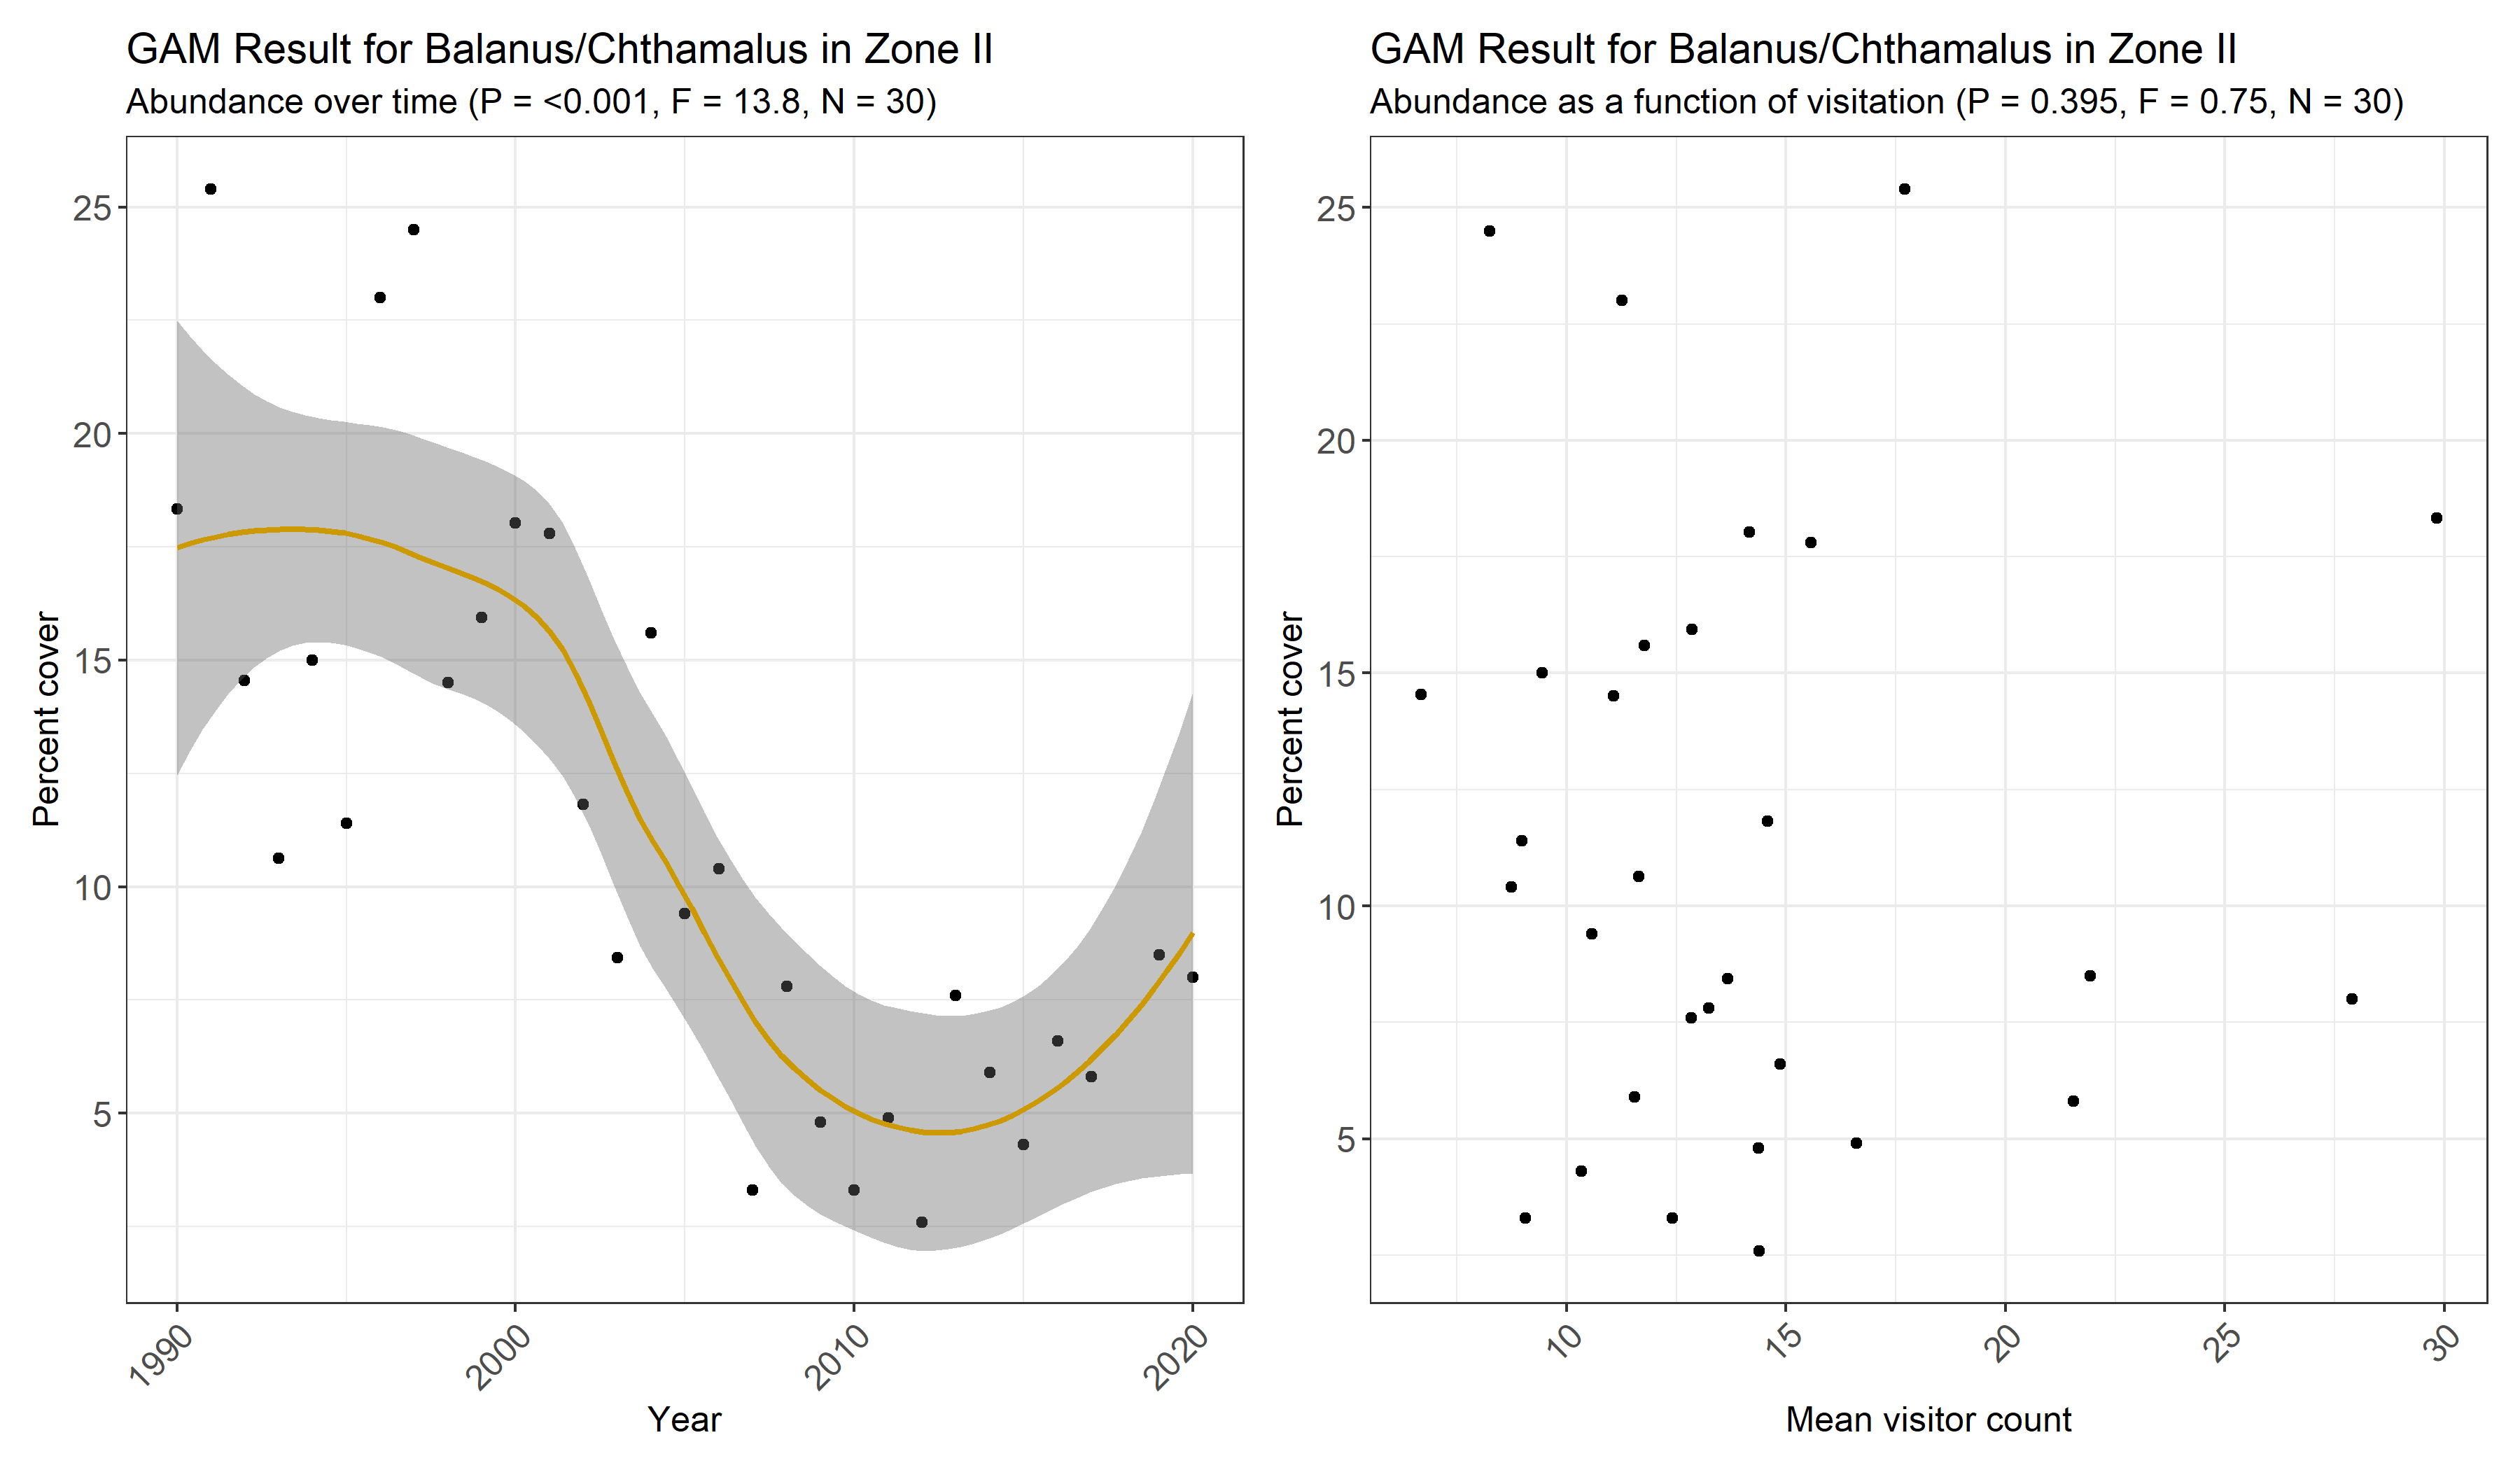 GAM Result for Balanus/Chthamalus in Zone II
Abundance over time (P = <0.001, F = 13.8, N = 30)
25
20
15
10
5
Percent cover
1990
2000
2010
2020
Year
GAM Result for Balanus/Chthamalus in Zone II
Abundance as a function of visitation (P = 0.395, F = 0.75, N = 30)
25
20
15
10
5
Percent cover
10
15
20
25
30
Mean visitor count